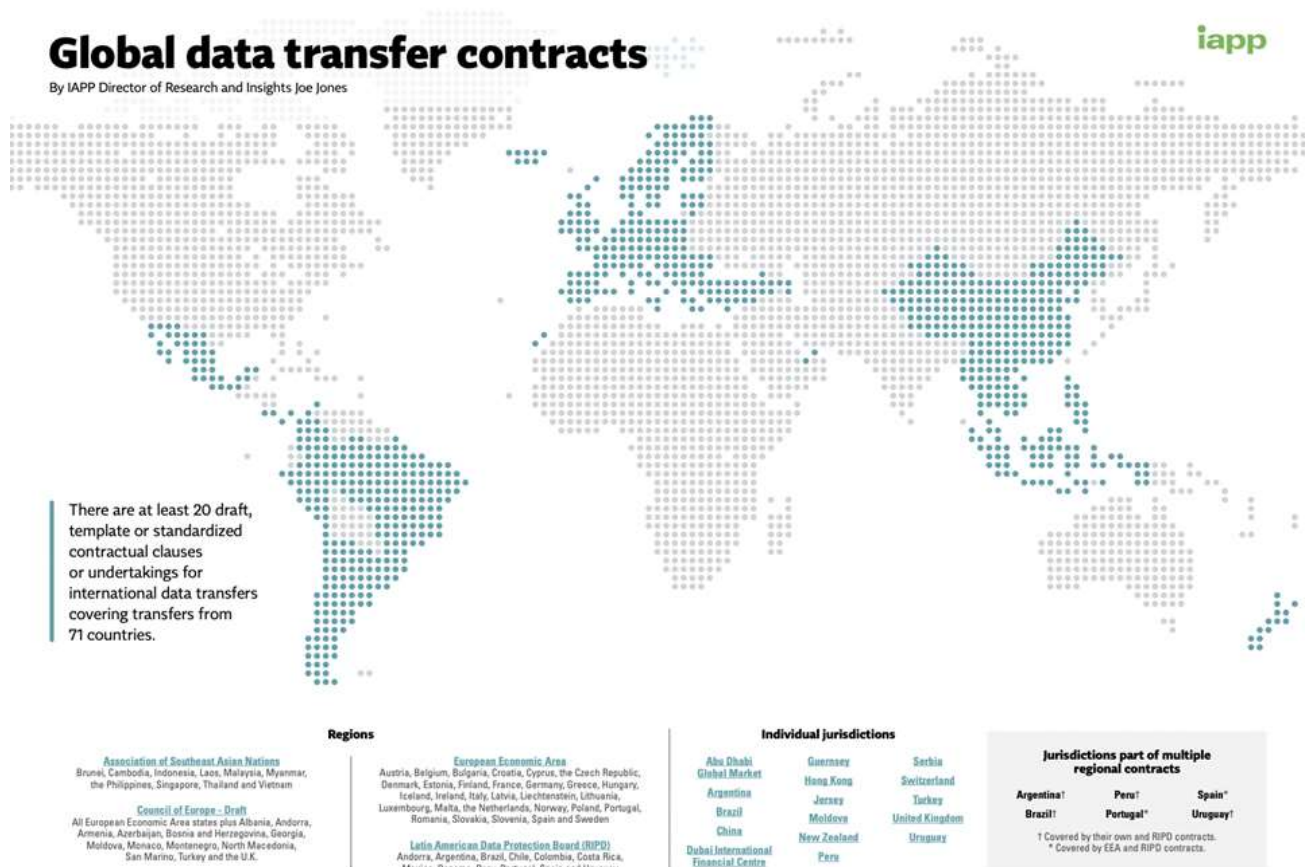 Global data transfer contracts
iapp
By IAPP Director of Research and Insights Joe Jones
There are at least 20 draft,
template or standardized
contractual clauses
or undertakings for
international data transfers
covering transfers from
71 countries.
Regions
Association of Southeast Asian Nations
Brunei, Cambodia, Indonesia, Laos, Malaysia, Myanmar,
the Philippines, Singapore, Thailand and Vietnam
Council of Europe - Draft
All European Economic Area states plus Albania, Andorra,
Armenia, Azerbaijan, Bosnia and Herzegovina, Georgia,
Moldova, Monaco, Montenegro, North Macedonia,
San Marino, Turkey and the U.K.
European Economic Area
Austria, Belgium, Bulgaria, Croatia, Cyprus, the Czech Republic,
Denmark, Estonia, Finland, France, Germany, Greece, Hungary,
Iceland, Ireland, Italy, Latvia, Liechtenstein, Lithuania,
Luxembourg, Malta, the Netherlands, Norway, Poland, Portugal,
Romania, Slovakia, Slovenia, Spain and Sweden
Latin American Data Protection Board (RIPD)
Andorra, Argentina, Brazil, Chile, Colombia, Costa Rica,
Mexico, Panama, Peru, Portugal, Spain and Uruguay
Individual jurisdictions
Abu Dhabi
Global Market
Argentina
Brazil
China
Dubai International
Financial Centre
Guernsey
Hong Kong
Jersey
Moldova
New Zealand
Peru
Serbia
Switzerland
Turkey
United Kingdom
Uruguay
Jurisdictions part of multiple
regional contracts
Argentina† Peru† Spain*
Brazil† Portugal* Uruguay†
† Covered by their own and RIPD contracts.
* Covered by EEA and RIPD contracts.